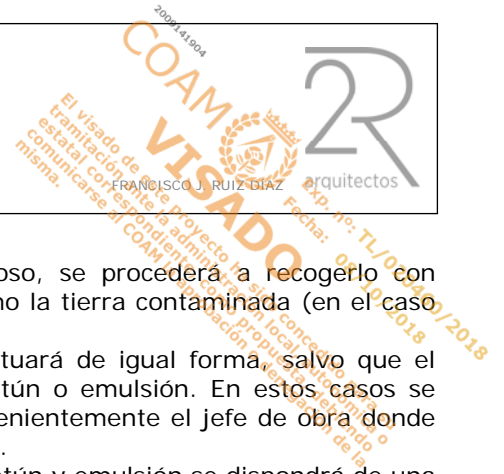 2009141904
2R
arquitectos
FRANCISCO J. RUIZ DÍAZ
COAM
VISADO
exp. nº: TL/
/2018
Fecha: 08/10/2018
El visado de este proyecto lo
tramitación
estatal correspondiente la
comunicarse al COAM
misma.
oso, se procederá a recogerlo con
no la tierra contaminada (en el caso
tuará de igual forma, salvo que el
tún o emulsión. En estos casos se
enientemente el jefe de obra donde
.
tún y emulsión se dispondrá de una